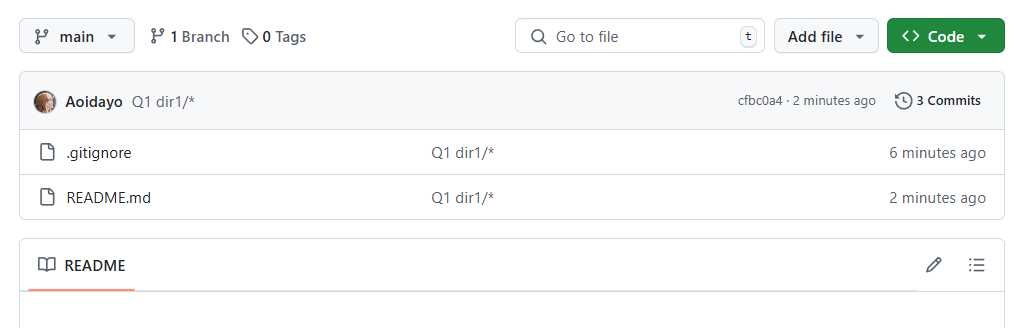 main 1 Branch 0 Tags Go to file t Add file Code
Aoidayo Q1 dir1/* cfbc0a4 · 2 minutes ago 3 Commits
.gitignore Q1 dir1/* 6 minutes ago
README.md Q1 dir1/* 2 minutes ago
README